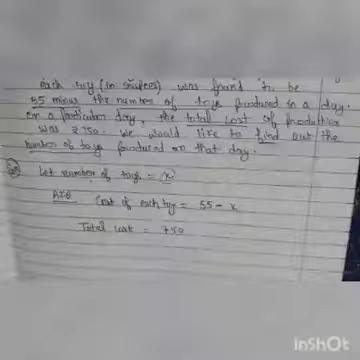 each toy (in rupees) was found to be
55 minus the number of toys produced in a day.
On a particular day, the total cost of production
was ₹750. We would like to find out the
number of toys produced on that day.
Let number of toys = x
ATQ Cost of each toy = 55 - x
Total cost = 750
InShOt